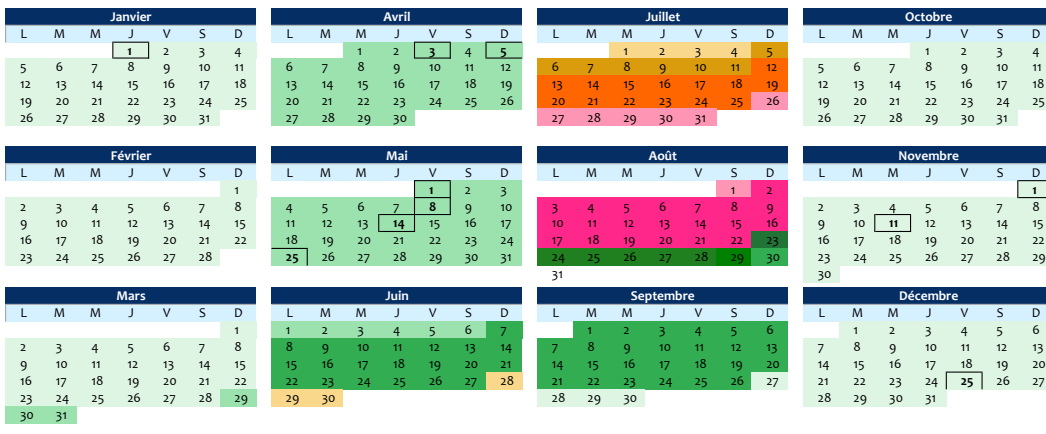 Janvier
L M M J V S D
1 2 3 4
5 6 7 8 9 10 11
12 13 14 15 16 17 18
19 20 21 22 23 24 25
26 27 28 29 30 31
Avril
L M M J V S D
1 2 3 4 5
6 7 8 9 10 11 12
13 14 15 16 17 18 19
20 21 22 23 24 25 26
27 28 29 30
Juillet
L M M J V S D
1 2 3 4 5
6 7 8 9 10 11 12
13 14 15 16 17 18 19
20 21 22 23 24 25 26
27 28 29 30 31
Octobre
L M M J V S D
1 2 3 4
5 6 7 8 9 10 11
12 13 14 15 16 17 18
19 20 21 22 23 24 25
26 27 28 29 30 31
Février
L M M J V S D
1
2 3 4 5 6 7 8
9 10 11 12 13 14 15
16 17 18 19 20 21 22
23 24 25 26 27 28
Mai
L M M J V S D
1 2 3
4 5 6 7 8 9 10
11 12 13 14 15 16 17
18 19 20 21 22 23 24
25 26 27 28 29 30 31
Août
L M M J V S D
1 2
3 4 5 6 7 8 9
10 11 12 13 14 15 16
17 18 19 20 21 22 23
24 25 26 27 28 29 30
31
Novembre
L M M J V S D
1
2 3 4 5 6 7 8
9 10 11 12 13 14 15
16 17 18 19 20 21 22
23 24 25 26 27 28 29
30
Mars
L M M J V S D
1
2 3 4 5 6 7 8
9 10 11 12 13 14 15
16 17 18 19 20 21 22
23 24 25 26 27 28 29
30 31
Juin
L M M J V S D
1 2 3 4 5 6 7
8 9 10 11 12 13 14
15 16 17 18 19 20 21
22 23 24 25 26 27 28
29 30
Septembre
L M M J V S D
1 2 3 4 5 6
7 8 9 10 11 12 13
14 15 16 17 18 19 20
21 22 23 24 25 26 27
28 29 30
Décembre
L M M J V S D
1 2 3 4 5 6
7 8 9 10 11 12 13
14 15 16 17 18 19 20
21 22 23 24 25 26 27
28 29 30 31